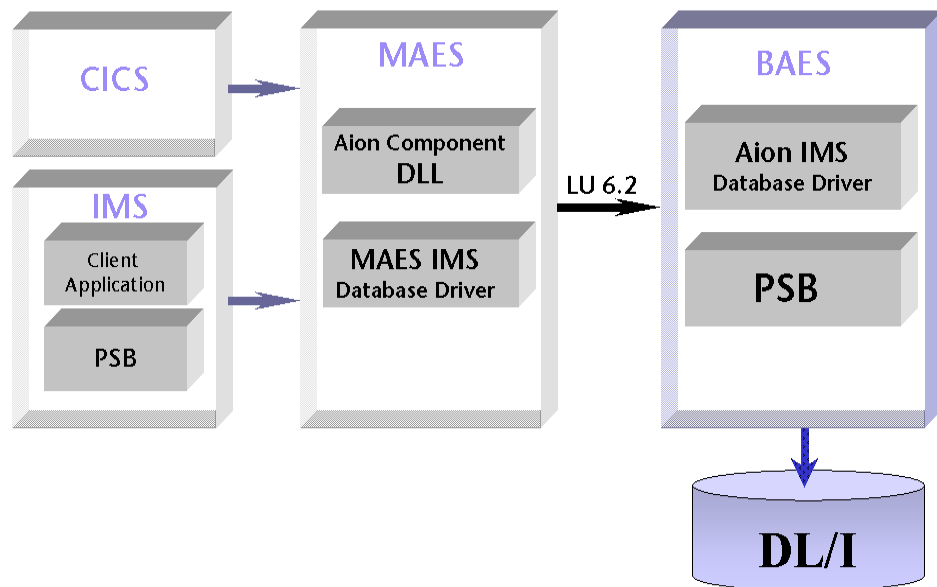 CICS
IMS
Client
Application
PSB
MAES
Aion Component
DLL
MAES IMS
Database Driver
LU 6.2
BAES
Aion IMS
Database Driver
PSB
DL/I